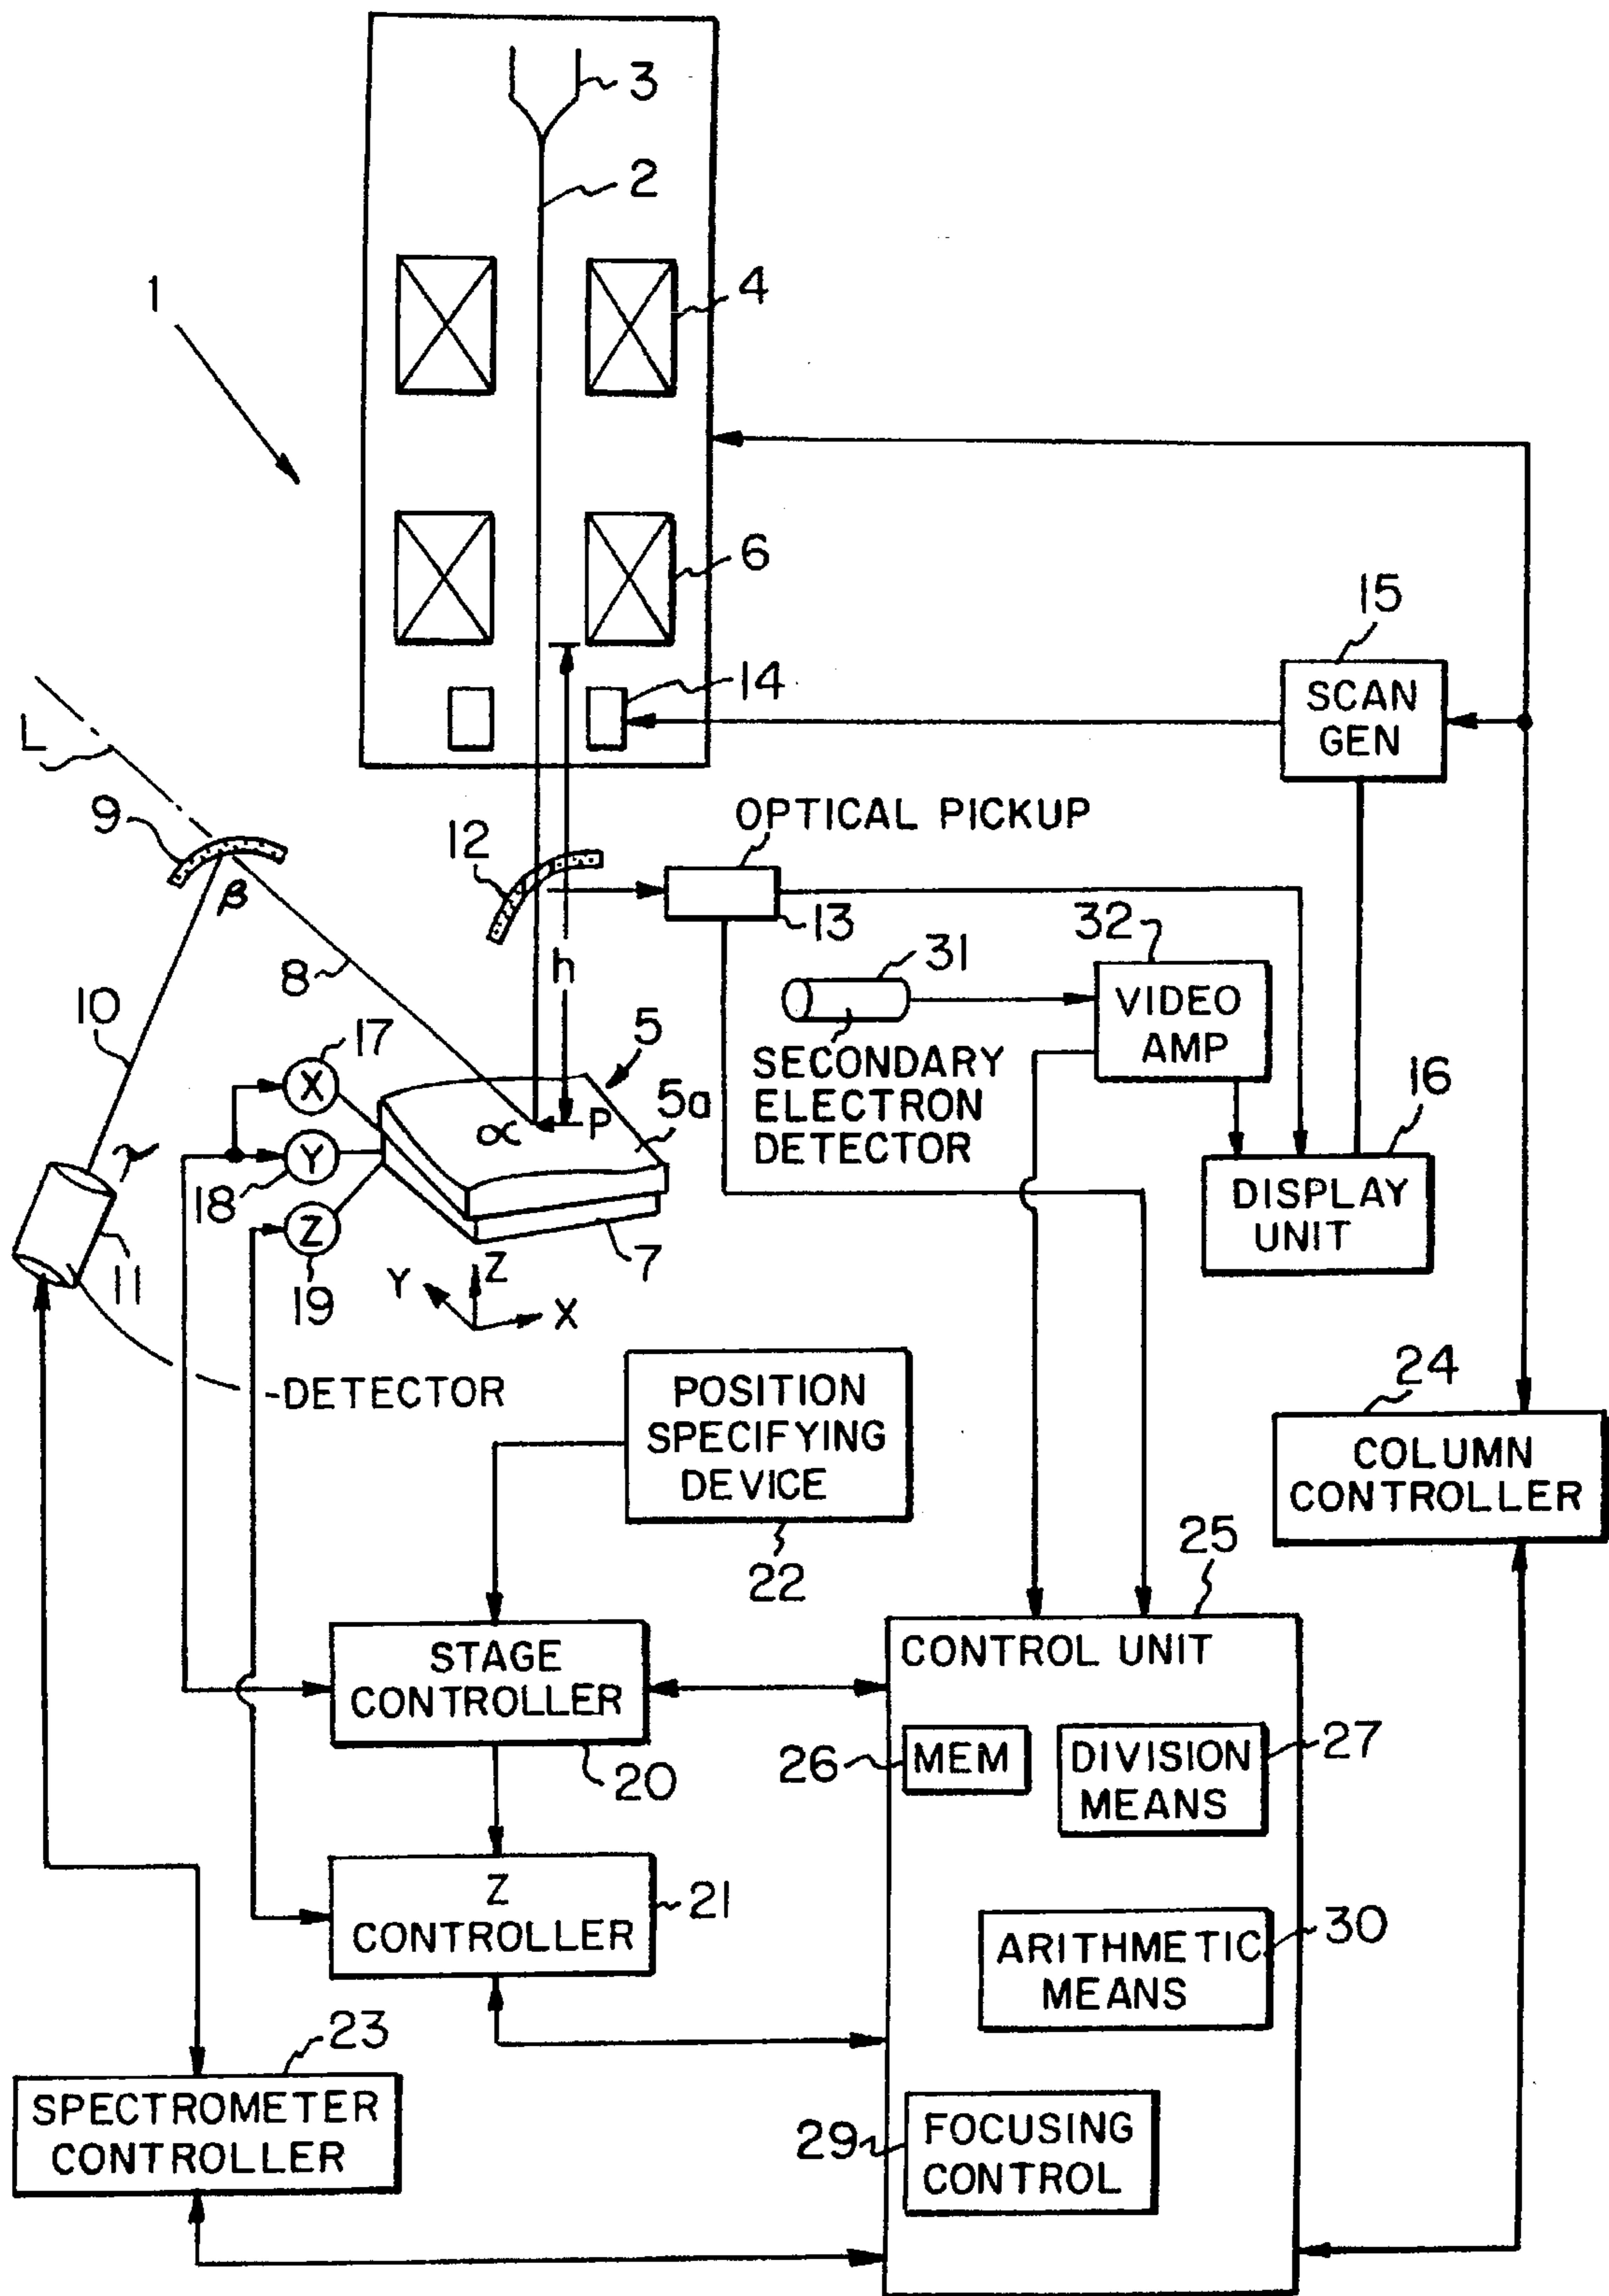 3
2
1
4
6
15
SCAN
GEN
14
L
9
β
12
OPTICAL PICKUP
13
8
h
31
32
VIDEO
AMP
10
17
X
5
5a
SECONDARY
ELECTRON
DETECTOR
16
α
P
Y
18
DISPLAY
UNIT
Z
19
11
7
Y
Z
X
DETECTOR
POSITION
SPECIFYING
DEVICE
22
24
COLUMN
CONTROLLER
25
STAGE
CONTROLLER
20
CONTROL UNIT
26
MEM
DIVISION
MEANS
27
Z
CONTROLLER
21
ARITHMETIC
MEANS
30
23
SPECTROMETER
CONTROLLER
29
FOCUSING
CONTROL